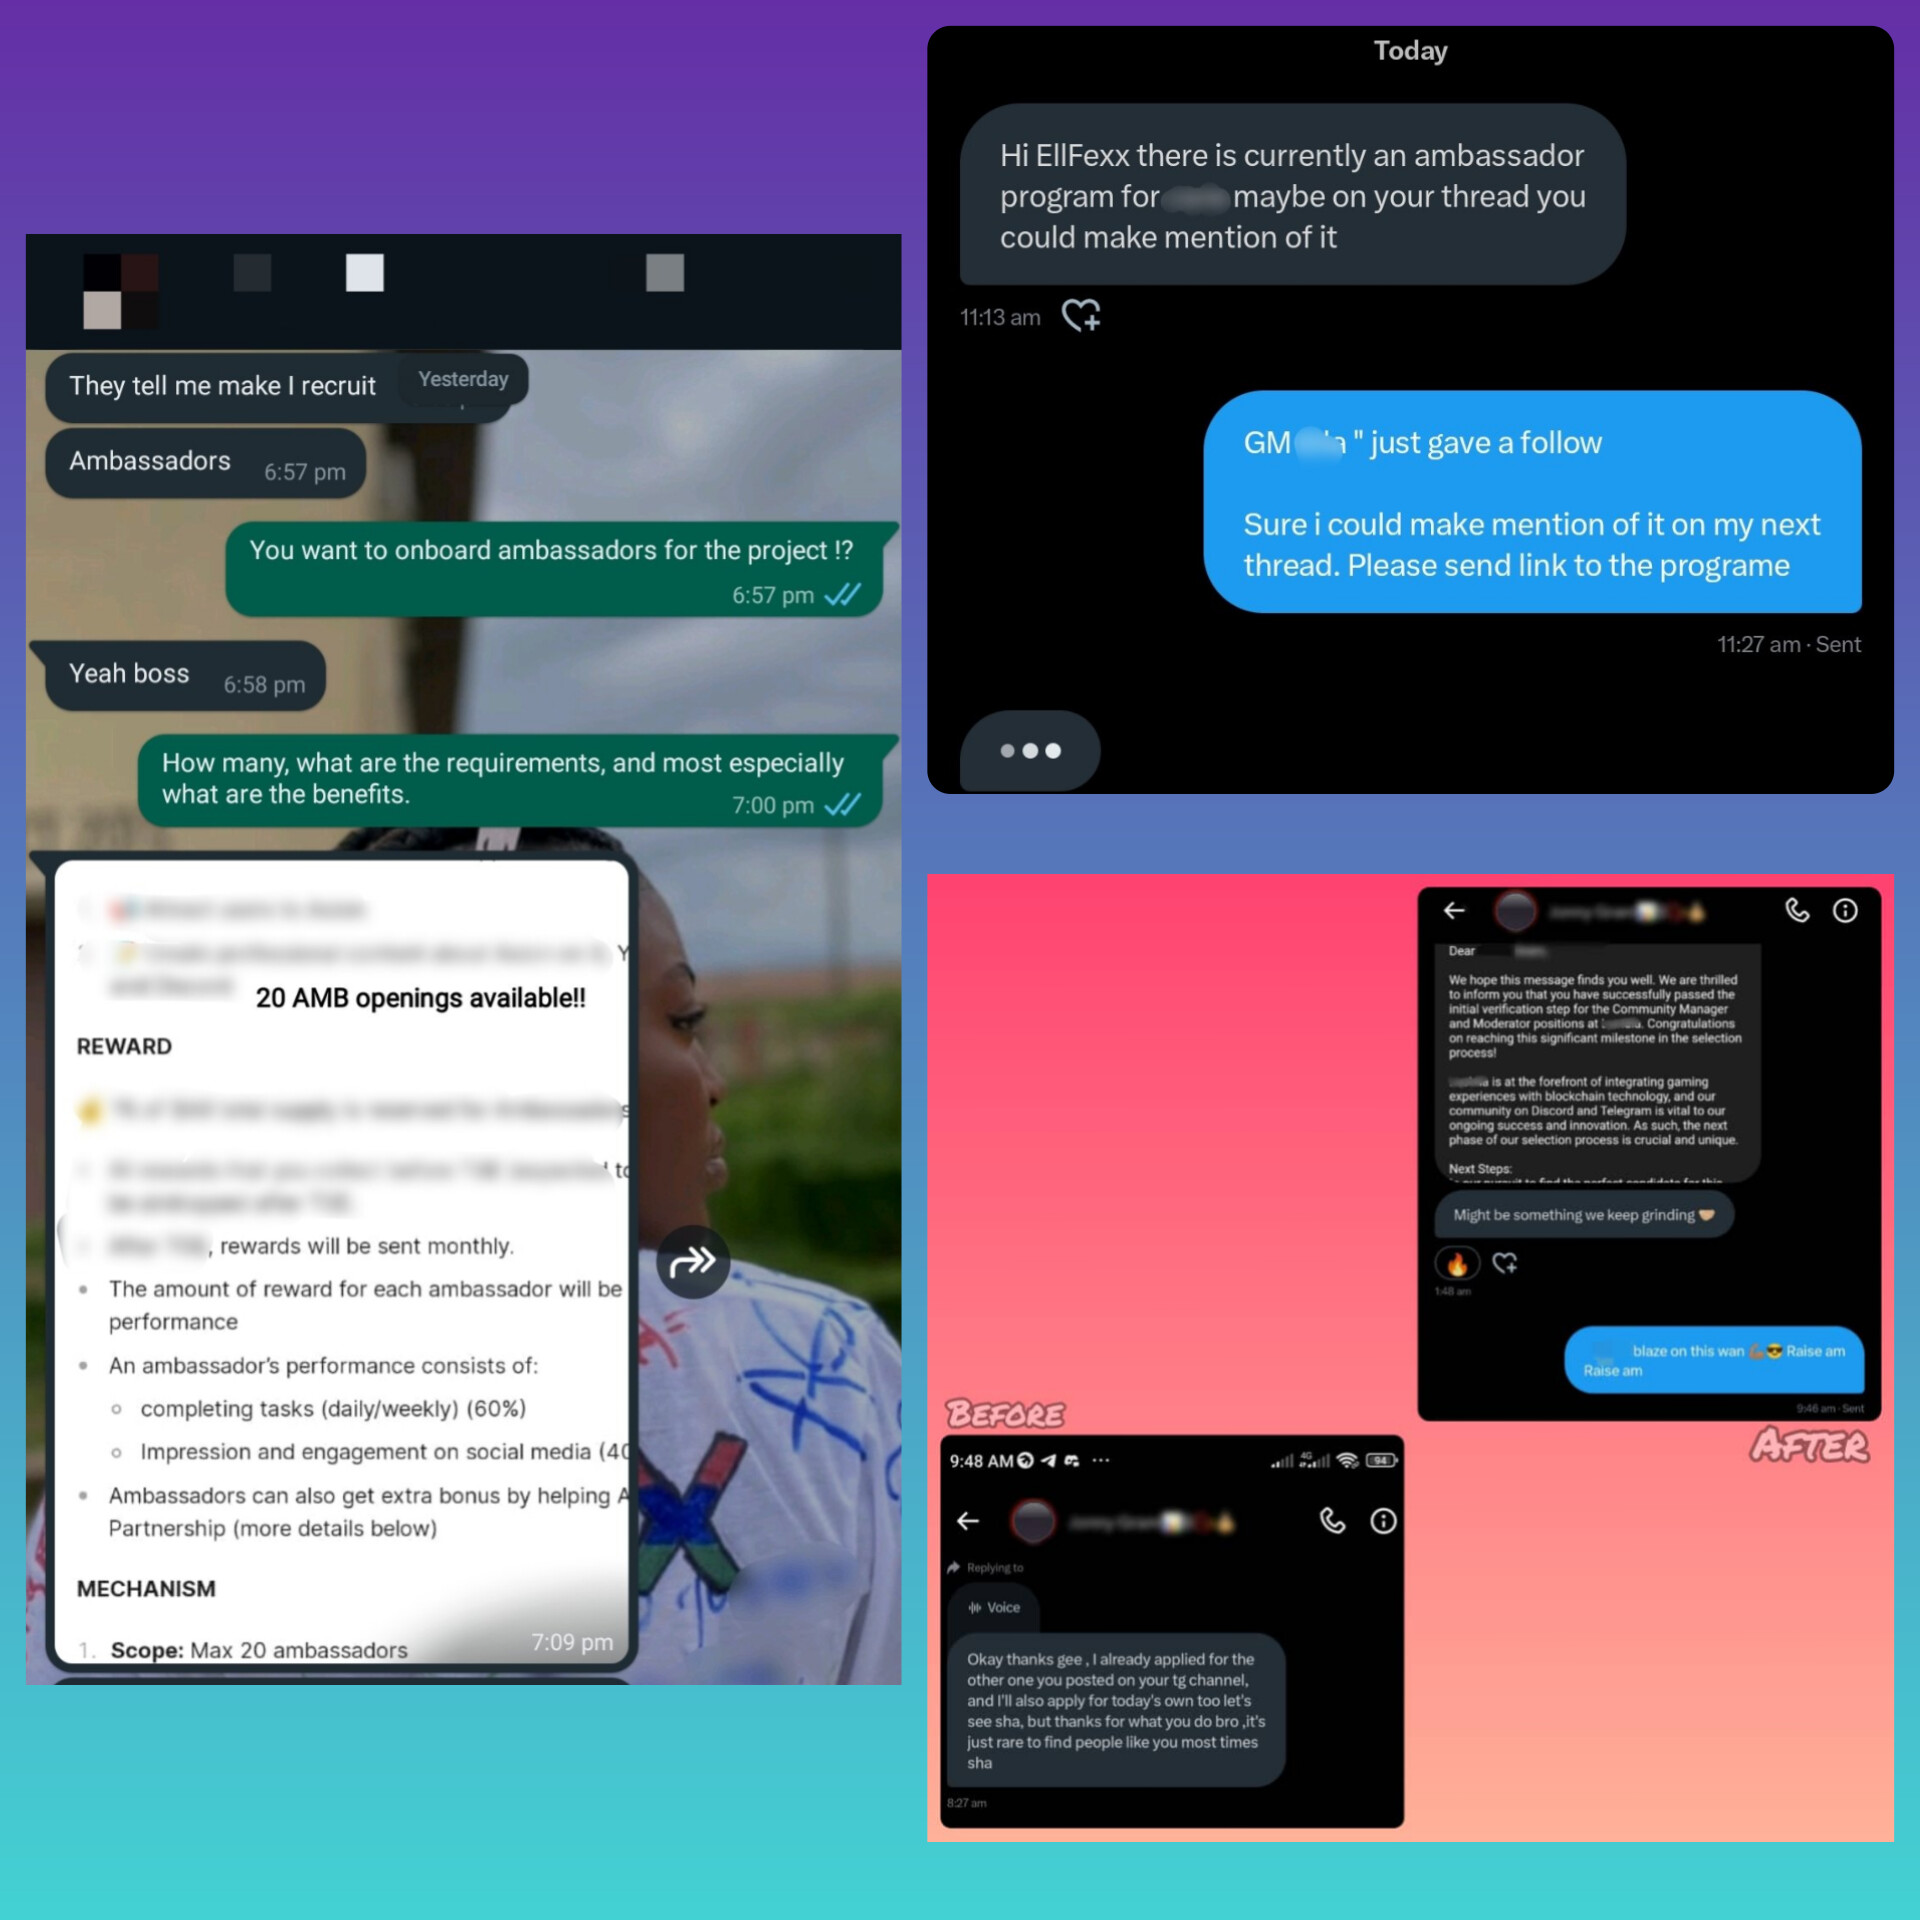 They tell me make I recruit
Yesterday
Ambassadors 6:57 pm
You want to onboard ambassadors for the project !?
6:57 pm
Yeah boss 6:58 pm
How many, what are the requirements, and most especially
what are the benefits.
7:00 pm
20 AMB openings available!!
REWARD
, rewards will be sent monthly.
The amount of reward for each ambassador will be
performance
An ambassador's performance consists of:
completing tasks (daily/weekly) (60%)
Impression and engagement on social media (40
Ambassadors can also get extra bonus by helping A
Partnership (more details below)
MECHANISM
1. Scope: Max 20 ambassadors
7:09 pm
Today
Hi EllFexx there is currently an ambassador
program for maybe on your thread you
could make mention of it
11:13 am
GM " just gave a follow
Sure i could make mention of it on my next
thread. Please send link to the programe
11:27 am · Sent
Dear
We hope this message finds you well. We are thrilled
to inform you that you have successfully passed the
initial verification step for the Community Manager
and Moderator positions at . Congratulations
on reaching this significant milestone in the selection
process!
is at the forefront of integrating gaming
experiences with blockchain technology, and our
community on Discord and Telegram is vital to our
ongoing success and innovation. As such, the next
phase of our selection process is crucial and unique.
Next Steps:
Might be something we keep grinding 🤝
🔥
1:48 am
blaze on this wan 💪😎 Raise am
Raise am
9:46 am · Sent
AFTER
BEFORE
9:48 AM ··· 4G 94
Replying to
Voice
Okay thanks gee , I already applied for the
other one you posted on your tg channel,
and I'll also apply for today's own too let's
see sha, but thanks for what you do bro ,it's
just rare to find people like you most times
sha
8:27 am